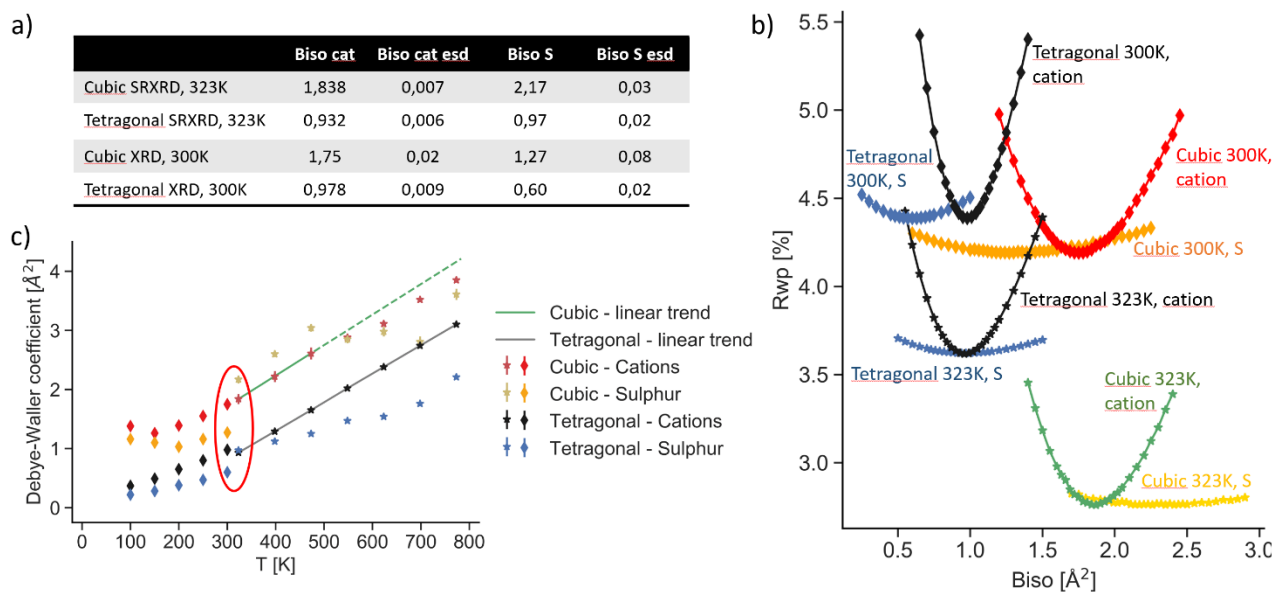 a)
Biso cat Biso cat esd Biso S Biso S esd
Cubic SRXRD, 323K 1,838 0,007 2,17 0,03
Tetragonal SRXRD, 323K 0,932 0,006 0,97 0,02
Cubic XRD, 300K 1,75 0,02 1,27 0,08
Tetragonal XRD, 300K 0,978 0,009 0,60 0,02
b)
Rwp [%]
5.5
5.0
4.5
4.0
3.5
3.0
Tetragonal 300K,
cation
Tetragonal
300K, S
Cubic 300K,
cation
Cubic 300K, S
Tetragonal 323K, cation
Tetragonal 323K, S
Cubic 323K,
cation
Cubic 323K, S
0.5 1.0 1.5 2.0 2.5 3.0
Biso [Å²]
c)
Debye-Waller coefficient [Å²]
4
3
2
1
0
0 100 200 300 400 500 600 700 800
T [K]
Cubic - linear trend
Tetragonal - linear trend
Cubic - Cations
Cubic - Sulphur
Tetragonal - Cations
Tetragonal - Sulphur